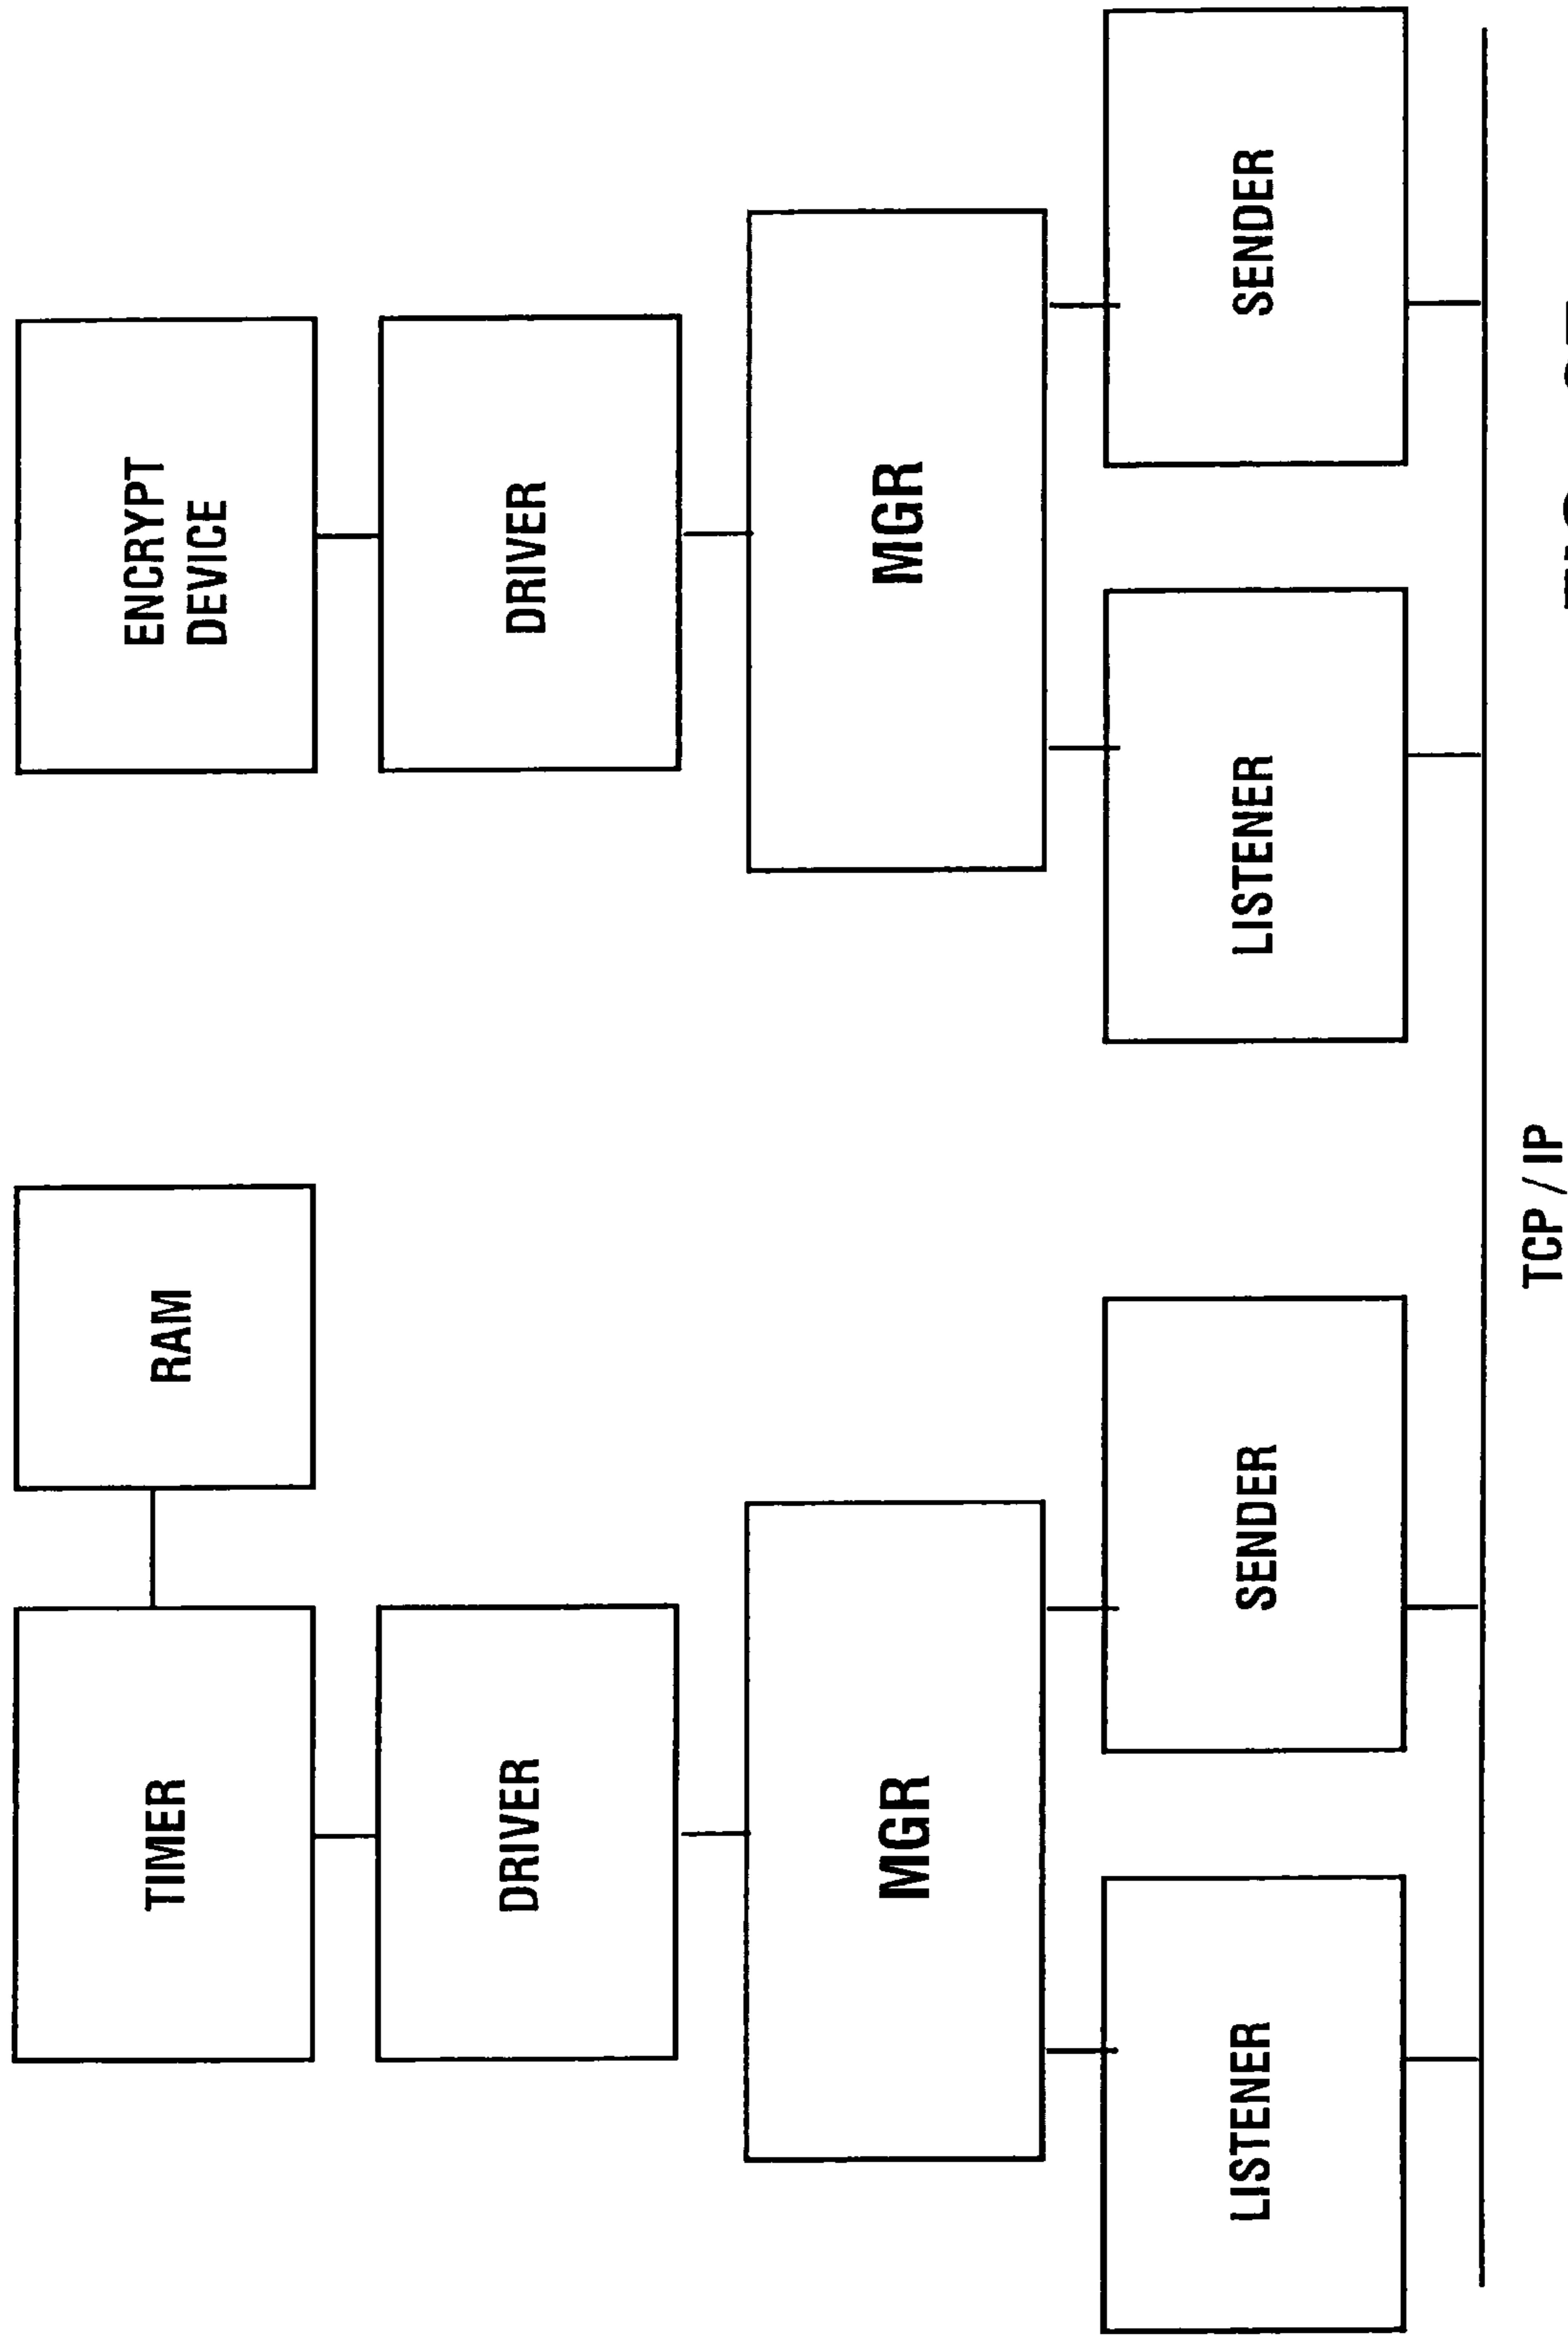 TIMER
RAM
ENCRYPT
DEVICE
DRIVER
DRIVER
MGR
MGR
LISTENER
SENDER
LISTENER
SENDER
TCP / IP